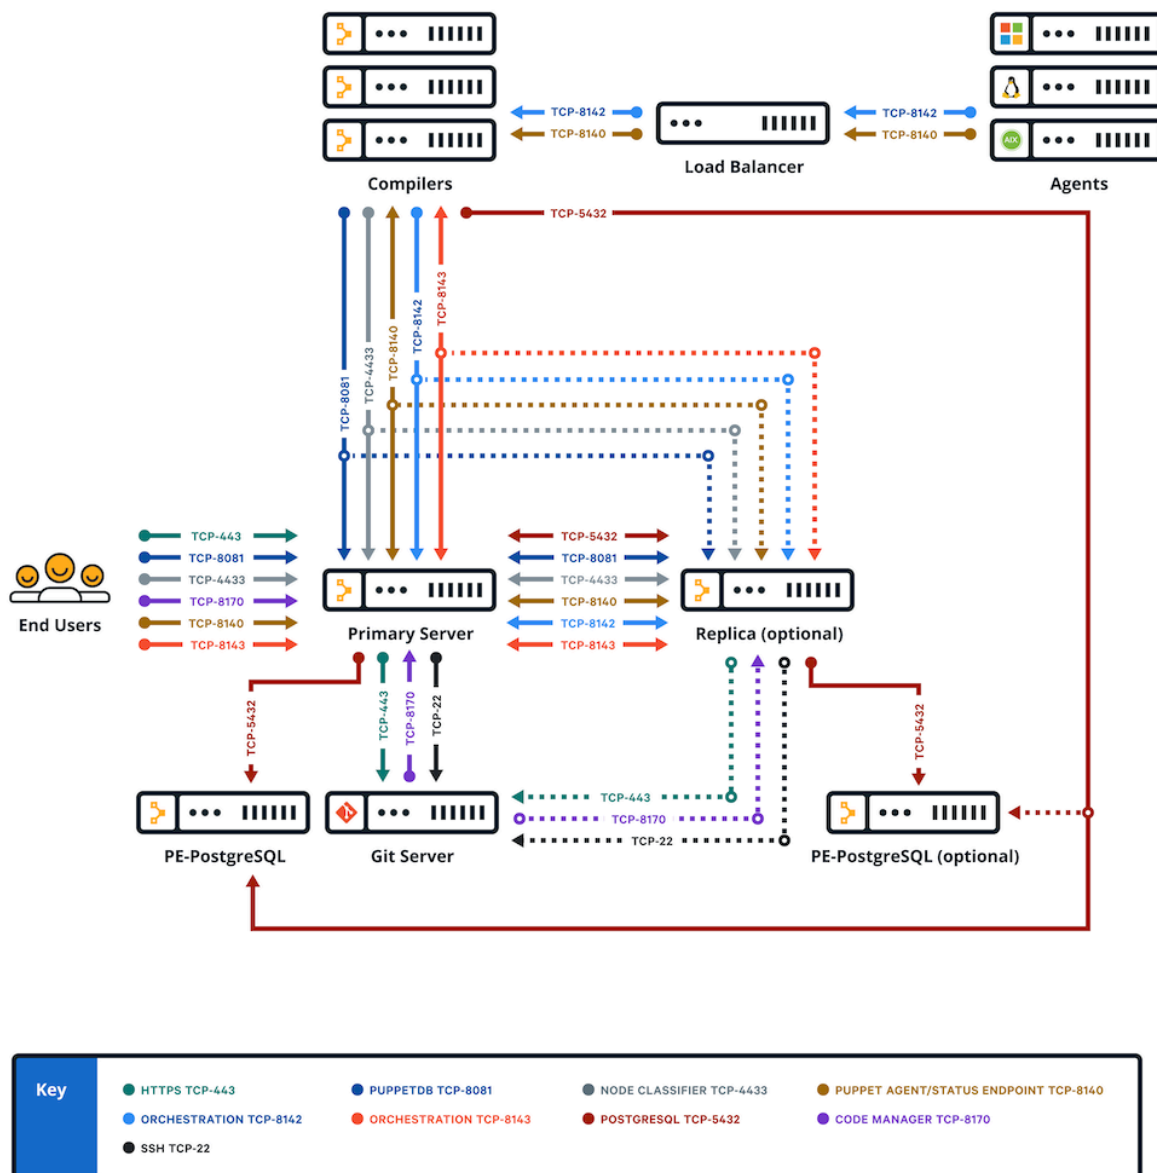 TCP-8142
TCP-8140
TCP-8142
TCP-8140
AIX
Compilers
Load Balancer
Agents
TCP-5432
TCP-8081
TCP-4433
TCP-8140
TCP-8142
TCP-8143
TCP-443
TCP-8081
TCP-4433
TCP-8170
TCP-8140
TCP-8143
TCP-5432
TCP-8081
TCP-4433
TCP-8140
TCP-8142
TCP-8143
End Users
Primary Server
Replica (optional)
TCP-5432
TCP-443
TCP-8170
TCP-22
TCP-5432
TCP-443
TCP-8170
TCP-22
PE-PostgreSQL
Git Server
PE-PostgreSQL (optional)
Key
HTTPS TCP-443
PUPPETDB TCP-8081
NODE CLASSIFIER TCP-4433
PUPPET AGENT/STATUS ENDPOINT TCP-8140
ORCHESTRATION TCP-8142
ORCHESTRATION TCP-8143
POSTGRESQL TCP-5432
CODE MANAGER TCP-8170
SSH TCP-22